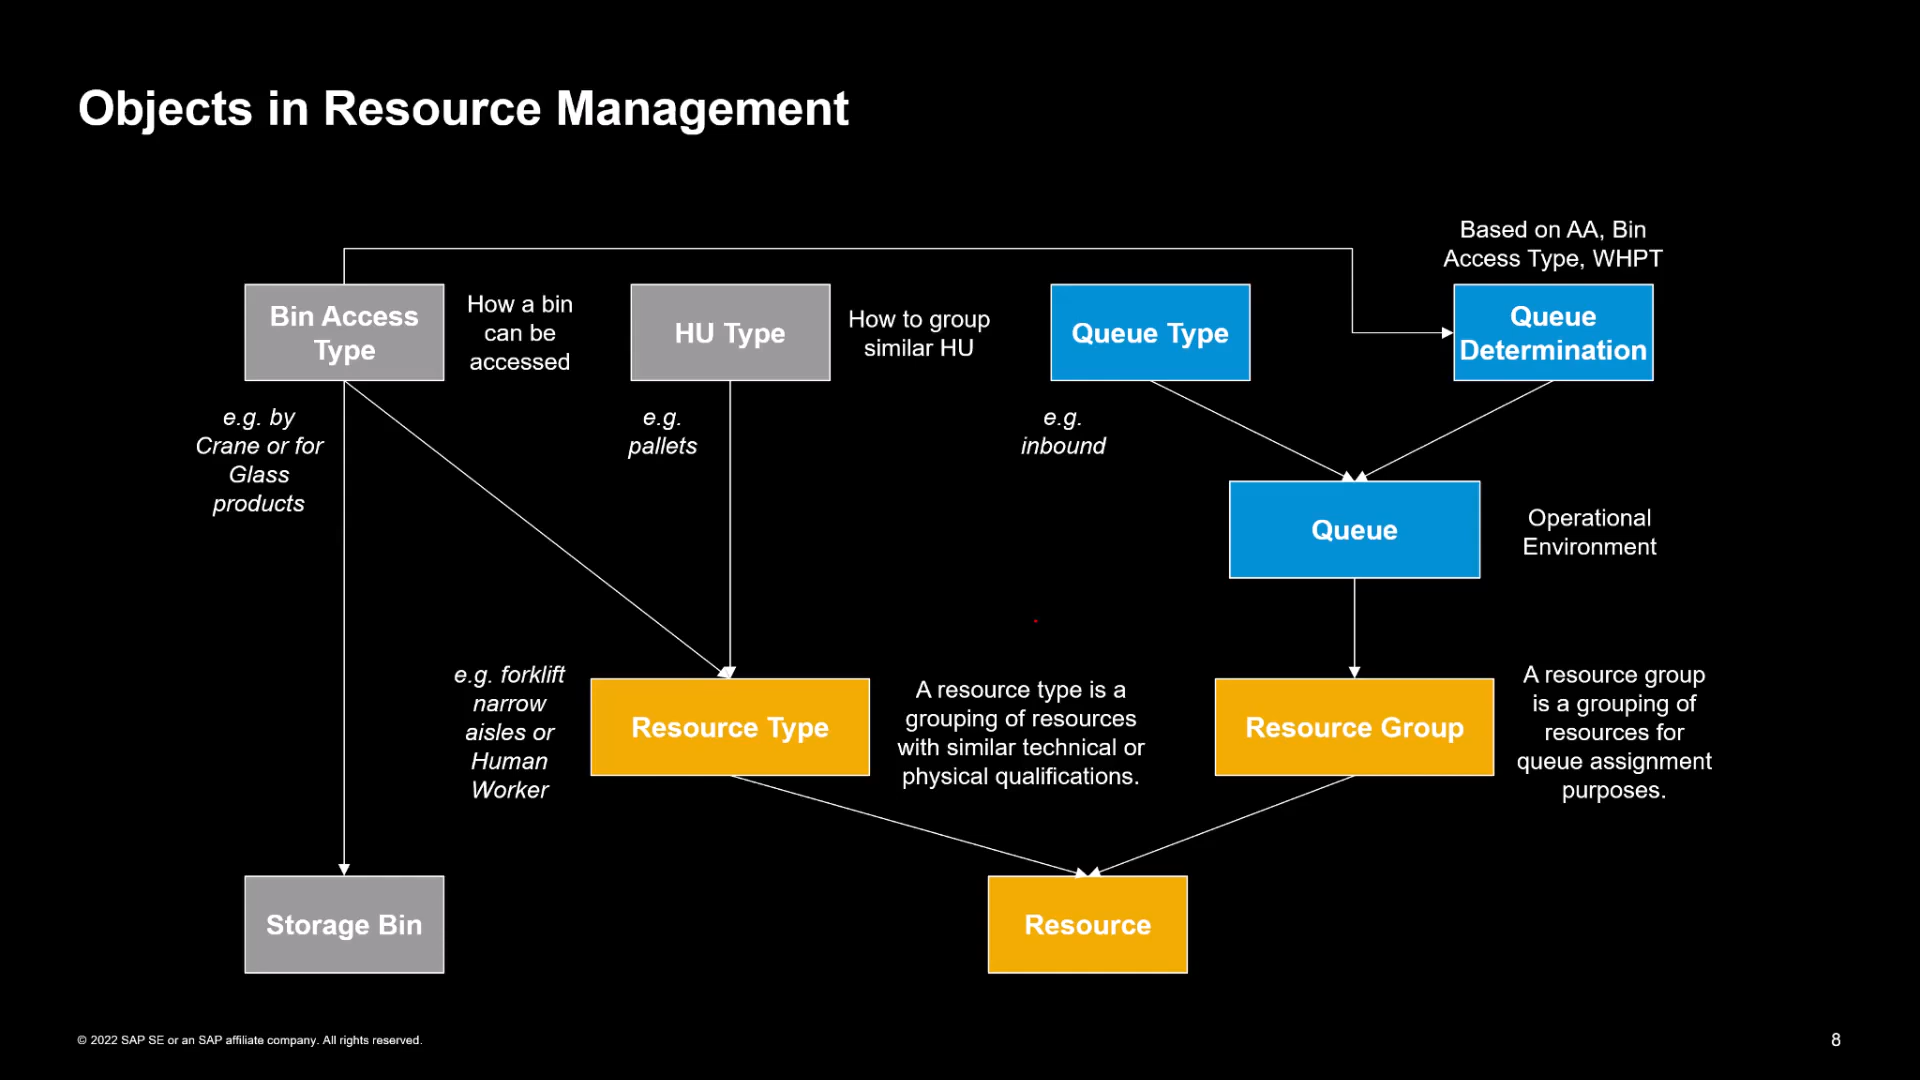 Objects in Resource Management
Based on AA, Bin
Access Type, WHPT
Bin Access
Type
How a bin
can be
accessed
HU Type
How to group
similar HU
Queue Type
Queue
Determination
e.g. by
Crane or for
Glass
products
e.g.
pallets
e.g.
inbound
Queue
Operational
Environment
e.g. forklift
narrow
aisles or
Human
Worker
Resource Type
A resource type is a
grouping of resources
with similar technical or
physical qualifications.
Resource Group
A resource group
is a grouping of
resources for
queue assignment
purposes.
Storage Bin
Resource
© 2022 SAP SE or an SAP affiliate company. All rights reserved.
8